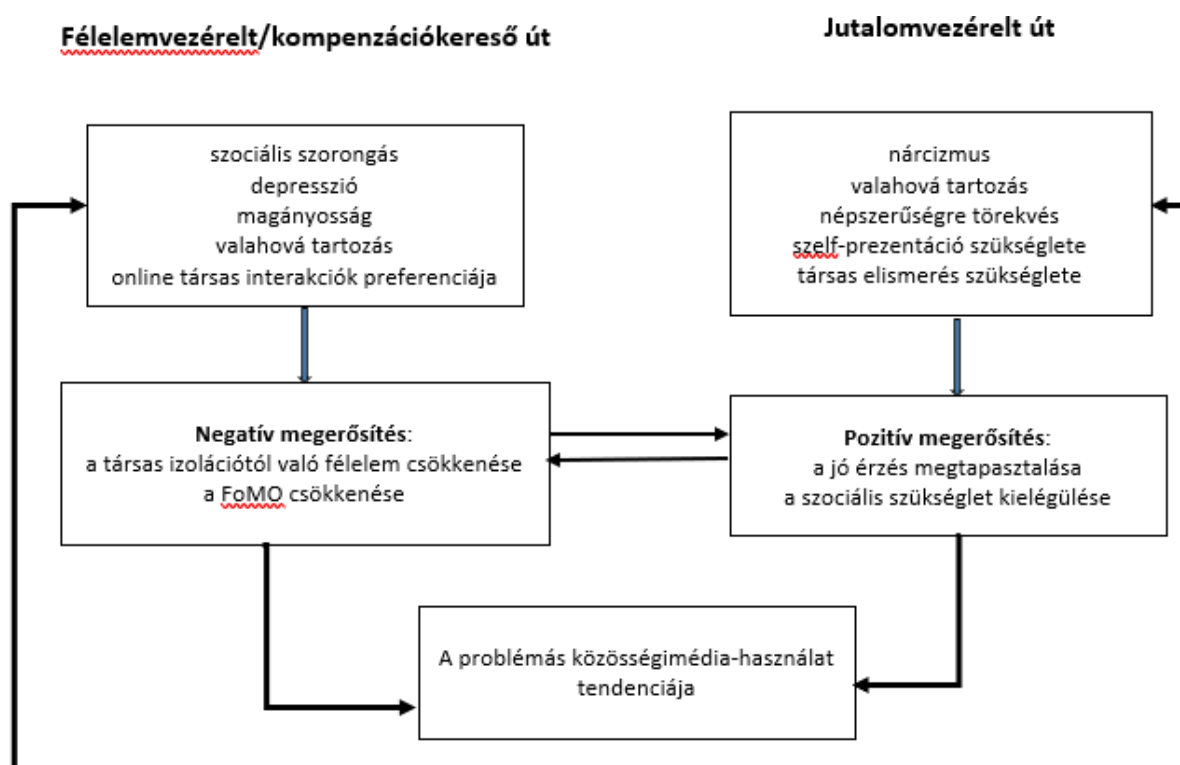 Félelemvezérelt/kompenzációkereső út
Jutalomvezérelt út
szociális szorongás
depresszió
magányosság
valahová tartozás
online társas interakciók preferenciája
nárcizmus
valahová tartozás
népszerűségre törekvés
szelf-prezentáció szükséglete
társas elismerés szükséglete
Negatív megerősítés:
a társas izolációtól való félelem csökkenése
a FoMO csökkenése
Pozitív megerősítés:
a jó érzés megtapasztalása
a szociális szükséglet kielégülése
A problémás közösségimédia-használat
tendenciája